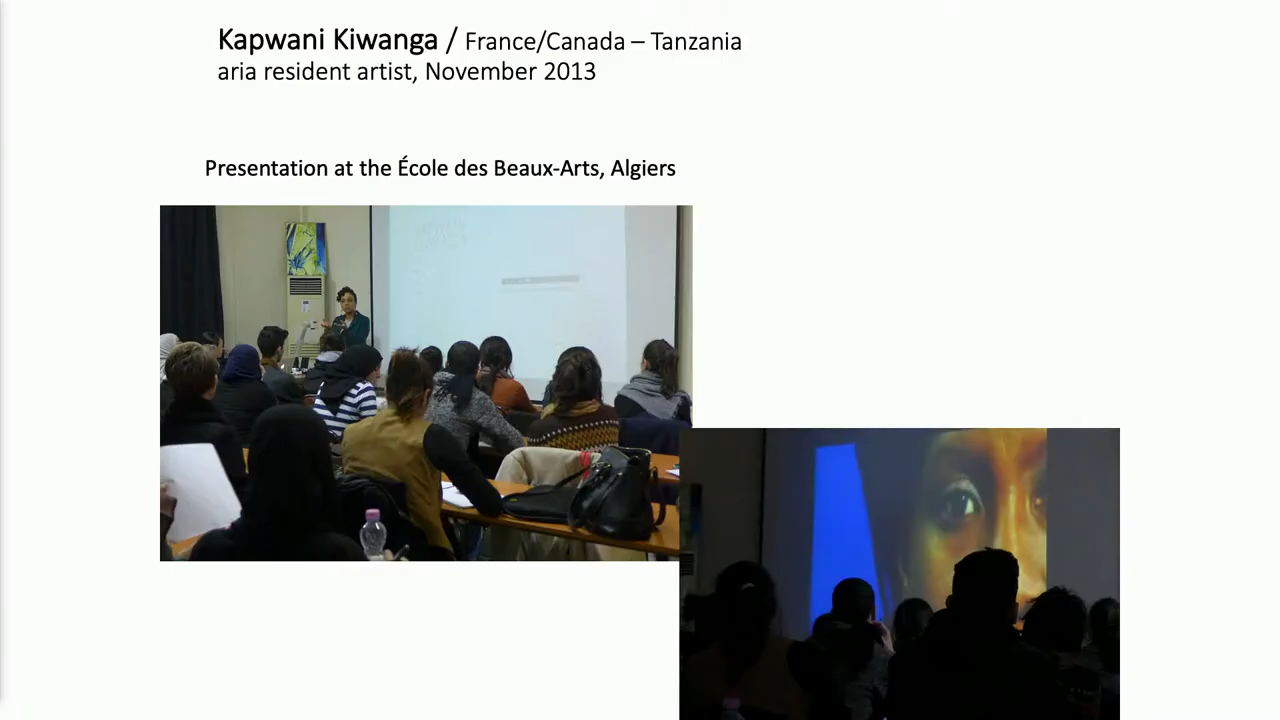 Kapwani Kiwanga / France/Canada – Tanzania
aria resident artist, November 2013
Presentation at the École des Beaux-Arts, Algiers